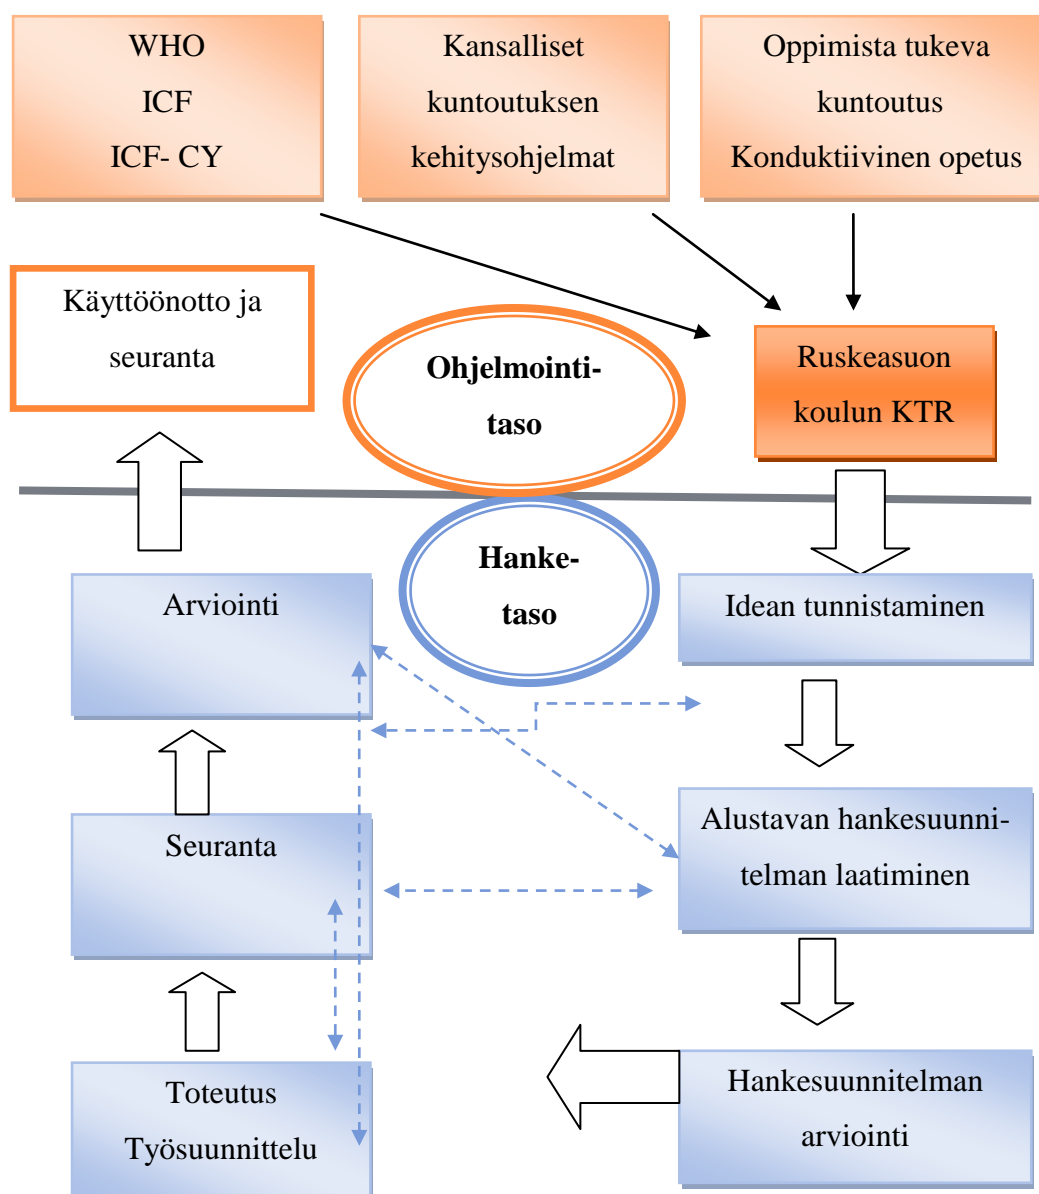 WHO
ICF
ICF- CY
Kansalliset
kuntoutuksen
kehitysohjelmat
Oppimista tukeva
kuntoutus
Konduktiivinen opetus
Käyttöönotto ja
seuranta
Ohjelmointi-
taso
Ruskeasuon
koulun KTR
Hanke-
taso
Arviointi
Idean tunnistaminen
Seuranta
Alustavan hankesuunni-
telman laatiminen
Toteutus
Työsuunnittelu
Hankesuunnitelman
arviointi